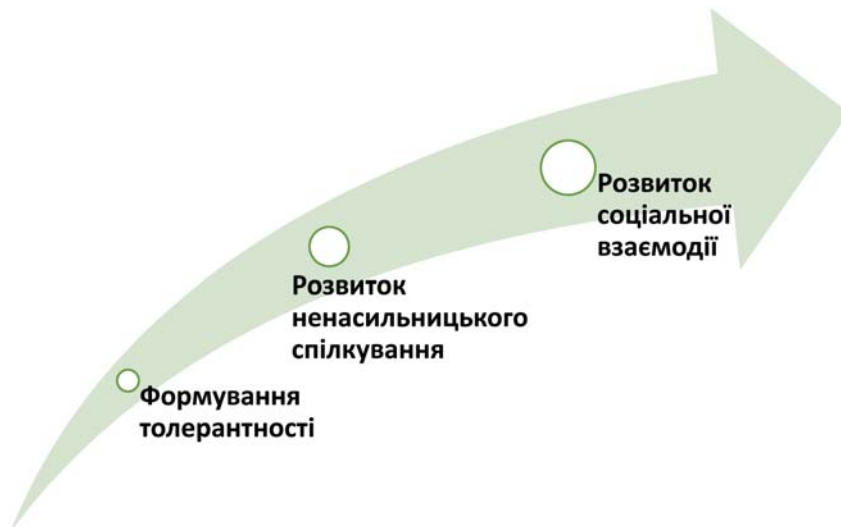 Розвиток
соціальної
взаємодії
Розвиток
ненасильницького
спілкування
Формування
толерантності